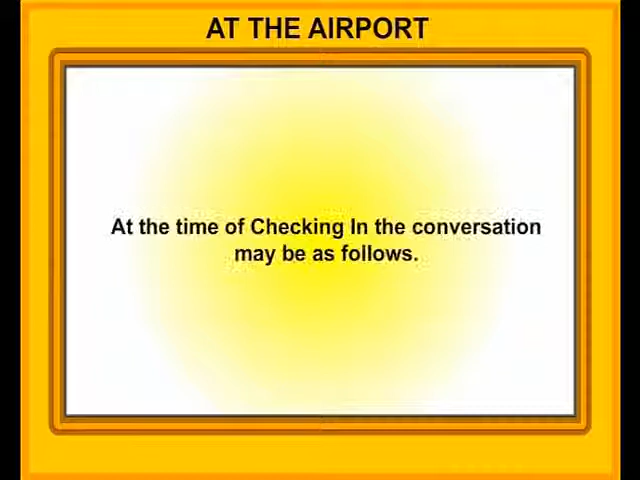 AT THE AIRPORT
At the time of Checking In the conversation
may be as follows.